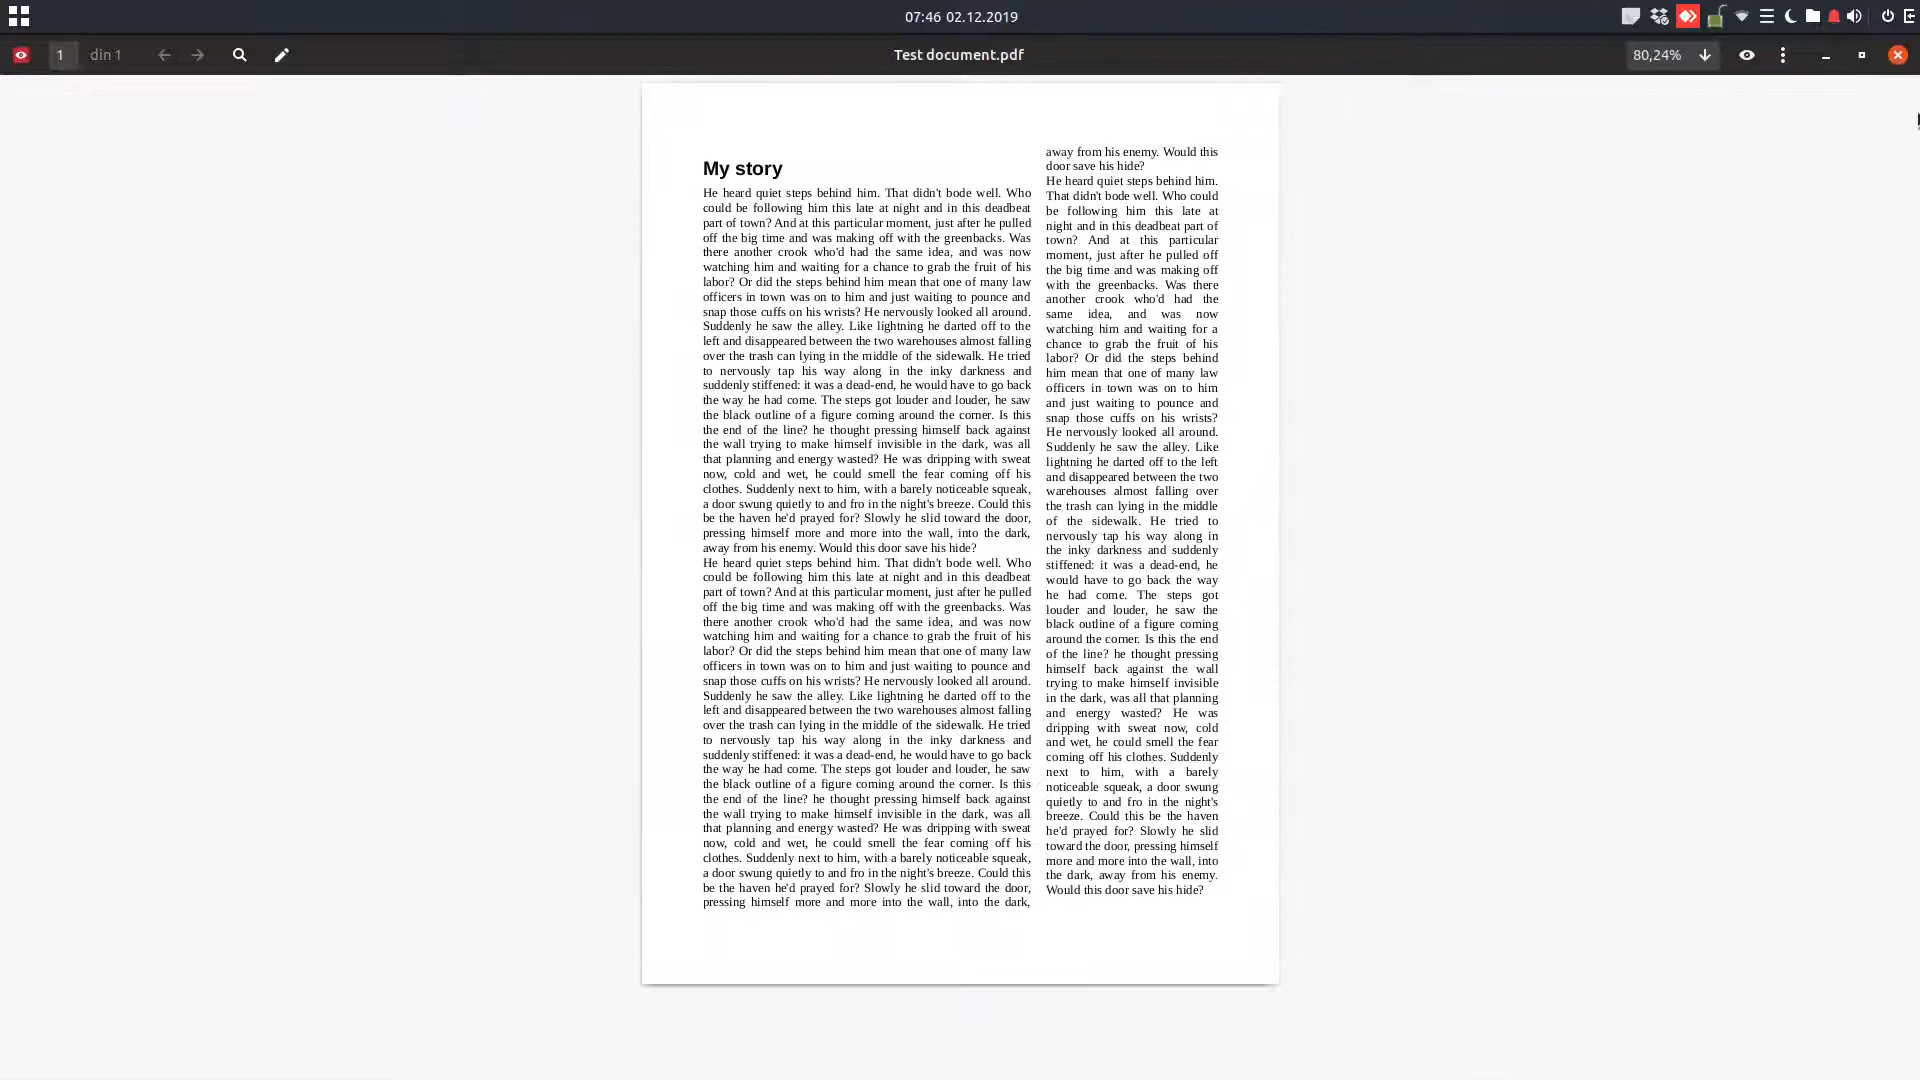 07:46 02.12.2019
1 din 1
Test document.pdf
80,24%
My story
He heard quiet steps behind him. That didn't bode well. Who
could be following him this late at night and in this deadbeat
part of town? And at this particular moment, just after he pulled
off the big time and was making off with the greenbacks. Was
there another crook who'd had the same idea, and was now
watching him and waiting for a chance to grab the fruit of his
labor? Or did the steps behind him mean that one of many law
officers in town was on to him and just waiting to pounce and
snap those cuffs on his wrists? He nervously looked all around.
Suddenly he saw the alley. Like lightning he darted off to the
left and disappeared between the two warehouses almost falling
over the trash can lying in the middle of the sidewalk. He tried
to nervously tap his way along in the inky darkness and
suddenly stiffened: it was a dead-end, he would have to go back
the way he had come. The steps got louder and louder, he saw
the black outline of a figure coming around the corner. Is this
the end of the line? he thought pressing himself back against
the wall trying to make himself invisible in the dark, was all
that planning and energy wasted? He was dripping with sweat
now, cold and wet, he could smell the fear coming off his
clothes. Suddenly next to him, with a barely noticeable squeak,
a door swung quietly to and fro in the night's breeze. Could this
be the haven he'd prayed for? Slowly he slid toward the door,
pressing himself more and more into the wall, into the dark,
away from his enemy. Would this door save his hide?
He heard quiet steps behind him. That didn't bode well. Who
could be following him this late at night and in this deadbeat
part of town? And at this particular moment, just after he pulled
off the big time and was making off with the greenbacks. Was
there another crook who'd had the same idea, and was now
watching him and waiting for a chance to grab the fruit of his
labor? Or did the steps behind him mean that one of many law
officers in town was on to him and just waiting to pounce and
snap those cuffs on his wrists? He nervously looked all around.
Suddenly he saw the alley. Like lightning he darted off to the
left and disappeared between the two warehouses almost falling
over the trash can lying in the middle of the sidewalk. He tried
to nervously tap his way along in the inky darkness and
suddenly stiffened: it was a dead-end, he would have to go back
the way he had come. The steps got louder and louder, he saw
the black outline of a figure coming around the corner. Is this
the end of the line? he thought pressing himself back against
the wall trying to make himself invisible in the dark, was all
that planning and energy wasted? He was dripping with sweat
now, cold and wet, he could smell the fear coming off his
clothes. Suddenly next to him, with a barely noticeable squeak,
a door swung quietly to and fro in the night's breeze. Could this
be the haven he'd prayed for? Slowly he slid toward the door,
pressing himself more and more into the wall, into the dark,
away from his enemy. Would this
door save his hide?
He heard quiet steps behind him.
That didn't bode well. Who could
be following him this late at
night and in this deadbeat part of
town? And at this particular
moment, just after he pulled off
the big time and was making off
with the greenbacks. Was there
another crook who'd had the
same idea, and was now
watching him and waiting for a
chance to grab the fruit of his
labor? Or did the steps behind
him mean that one of many law
officers in town was on to him
and just waiting to pounce and
snap those cuffs on his wrists?
He nervously looked all around.
Suddenly he saw the alley. Like
lightning he darted off to the left
and disappeared between the two
warehouses almost falling over
the trash can lying in the middle
of the sidewalk. He tried to
nervously tap his way along in
the inky darkness and suddenly
stiffened: it was a dead-end, he
would have to go back the way
he had come. The steps got
louder and louder, he saw the
black outline of a figure coming
around the corner. Is this the end
of the line? he thought pressing
himself back against the wall
trying to make himself invisible
in the dark, was all that planning
and energy wasted? He was
dripping with sweat now, cold
and wet, he could smell the fear
coming off his clothes. Suddenly
next to him, with a barely
noticeable squeak, a door swung
quietly to and fro in the night's
breeze. Could this be the haven
he'd prayed for? Slowly he slid
toward the door, pressing himself
more and more into the wall, into
the dark, away from his enemy.
Would this door save his hide?